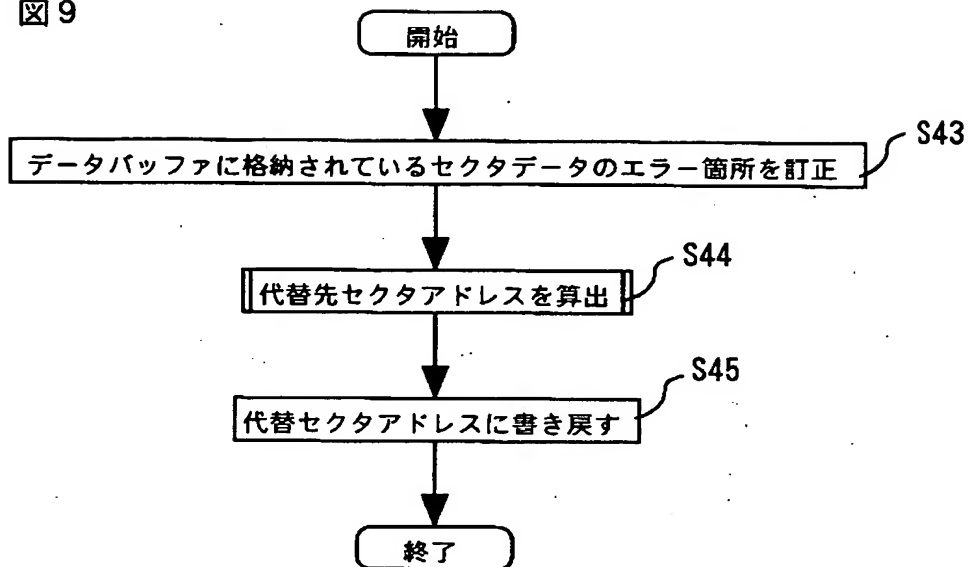 図9
開始
データバッファに格納されているセクタデータのエラー箇所を訂正
S43
代替先セクタアドレスを算出
S44
代替セクタアドレスに書き戻す
S45
終了